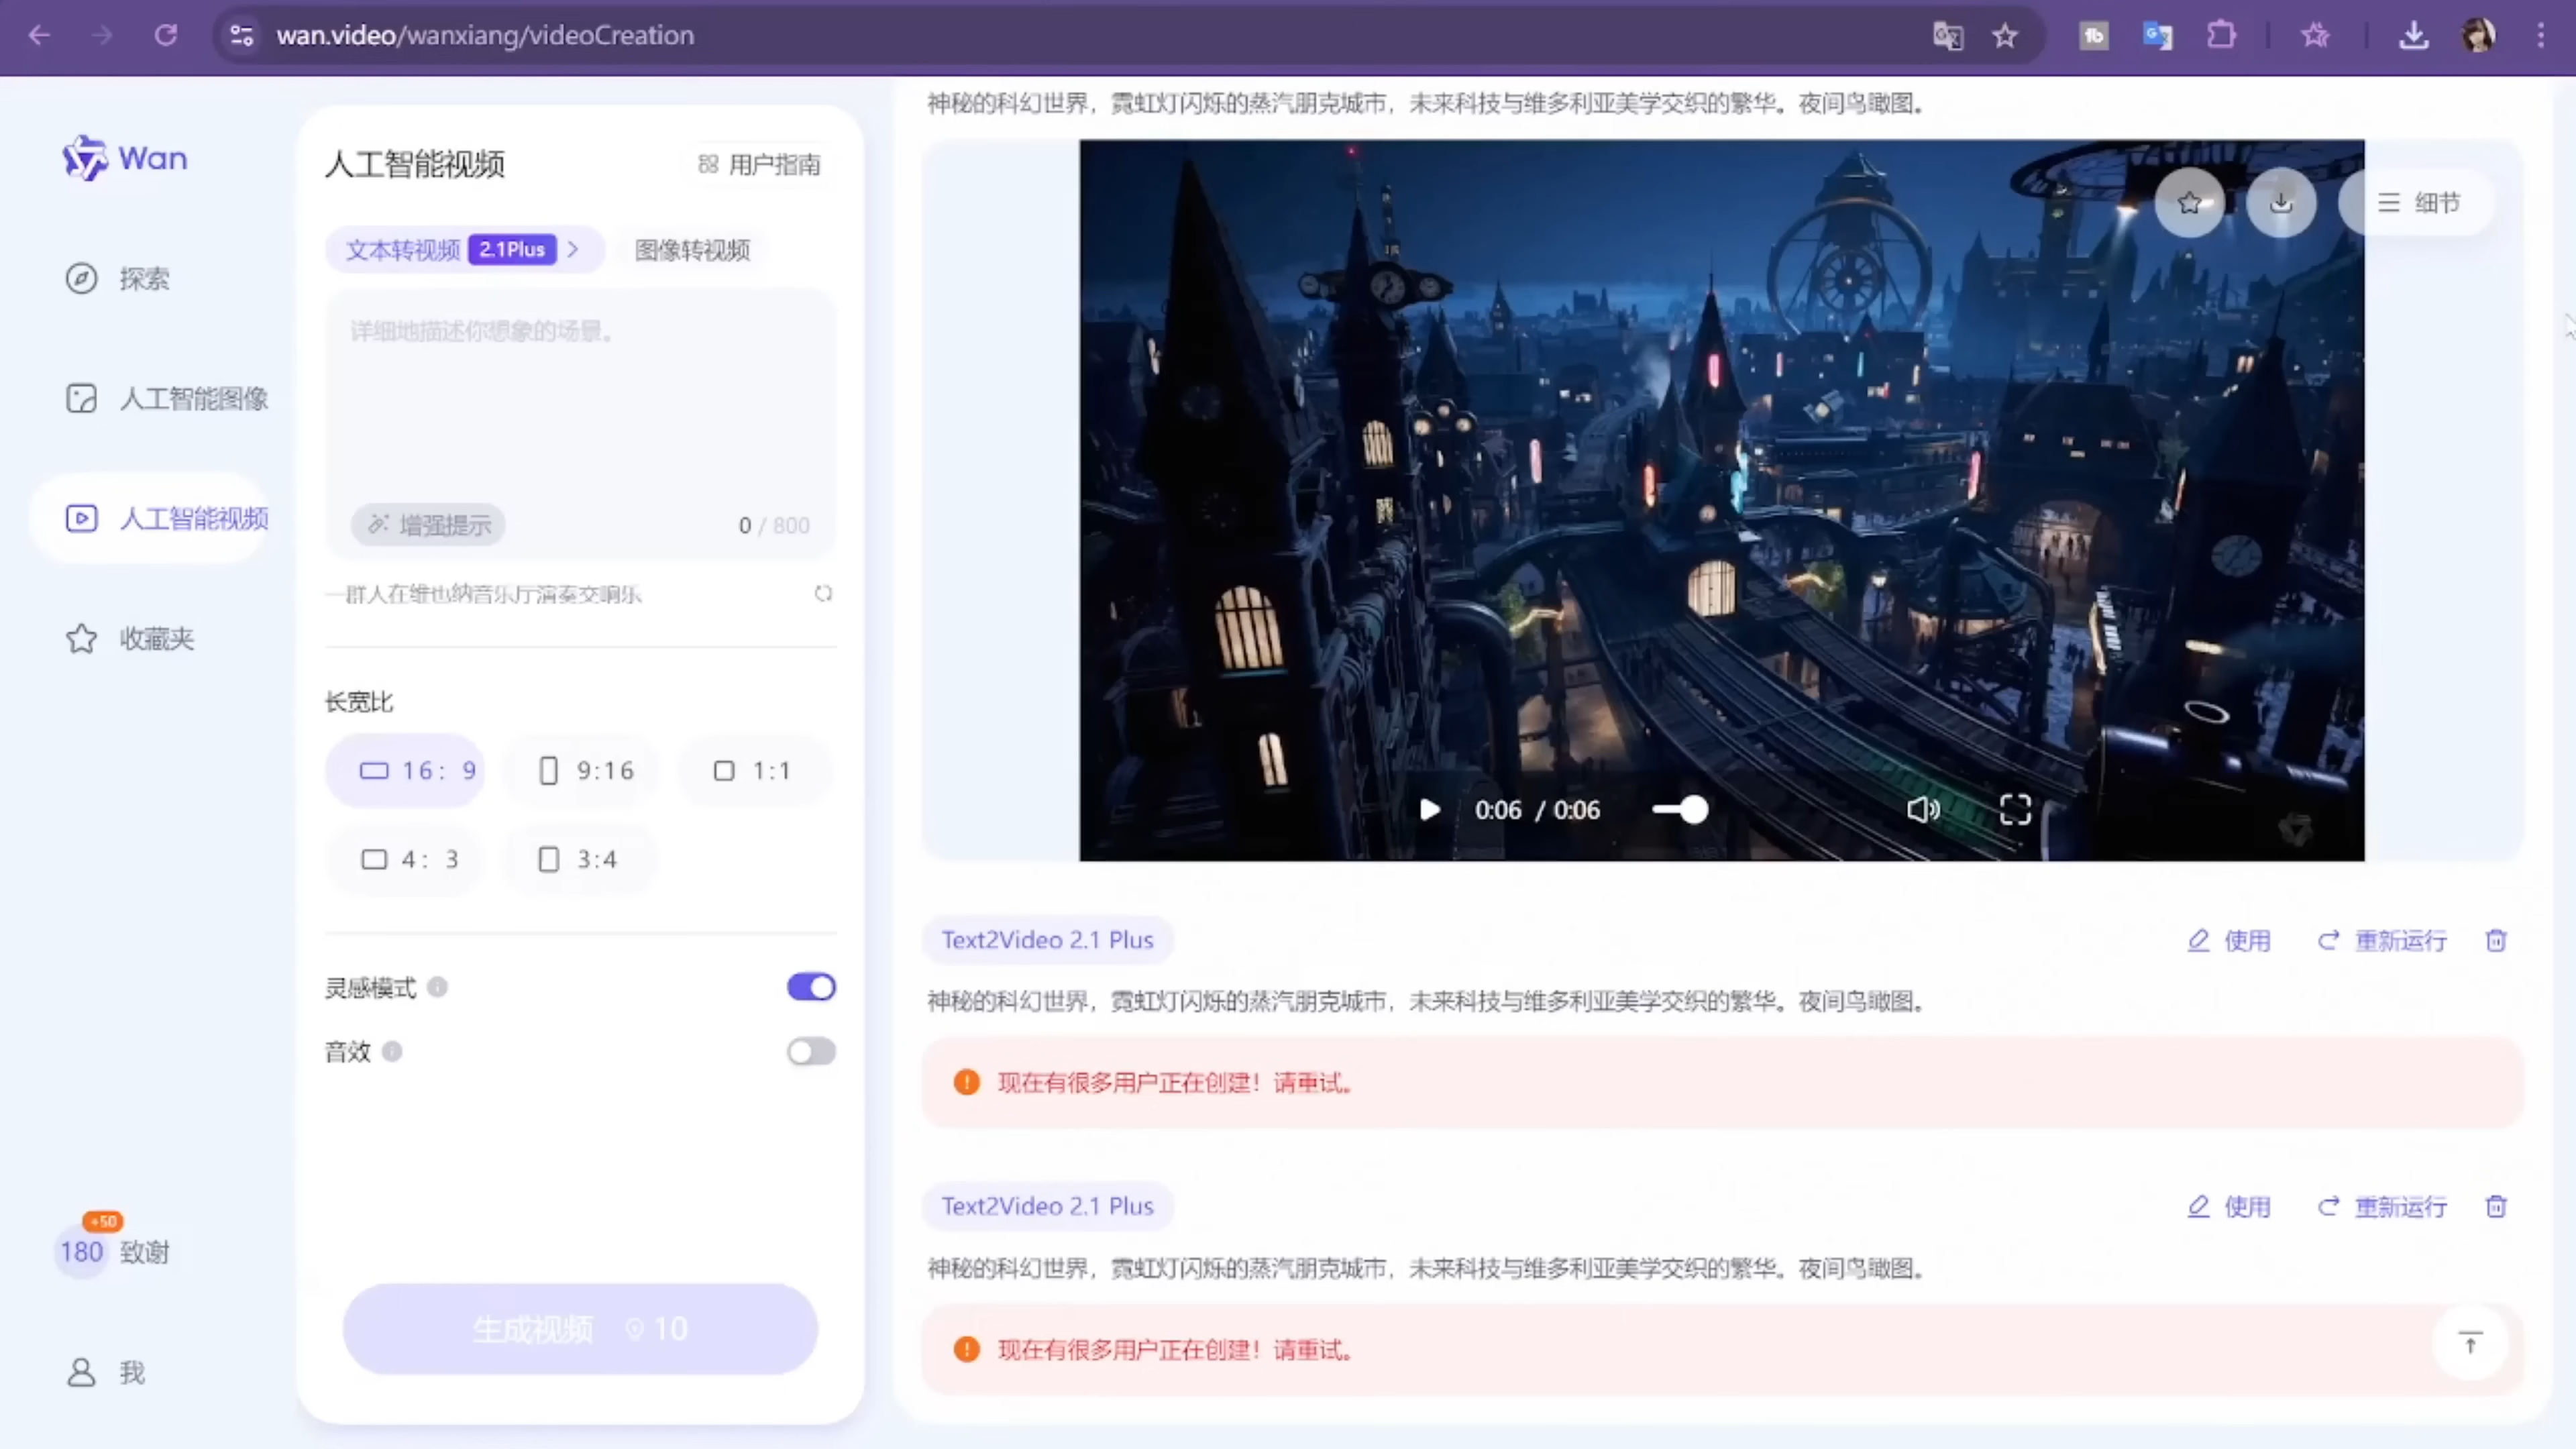 wan.video/wanxiang/videoCreation
Wan
探索
人工智能图像
人工智能视频
收藏夹
+50
180 致谢
我
人工智能视频
用户指南
文本转视频 2.1Plus
图像转视频
详细地描述你想象的场景。
增强提示
0 / 800
一群人在维也纳音乐厅演奏交响乐
长宽比
16: 9
9:16
1:1
4: 3
3:4
灵感模式
音效
生成视频 10
神秘的科幻世界，霓虹灯闪烁的蒸汽朋克城市，未来科技与维多利亚美学交织的繁华。夜间鸟瞰图。
细节
0:06 / 0:06
Text2Video 2.1 Plus
使用
重新运行
神秘的科幻世界，霓虹灯闪烁的蒸汽朋克城市，未来科技与维多利亚美学交织的繁华。夜间鸟瞰图。
现在有很多用户正在创建！请重试。
Text2Video 2.1 Plus
使用
重新运行
神秘的科幻世界，霓虹灯闪烁的蒸汽朋克城市，未来科技与维多利亚美学交织的繁华。夜间鸟瞰图。
现在有很多用户正在创建！请重试。